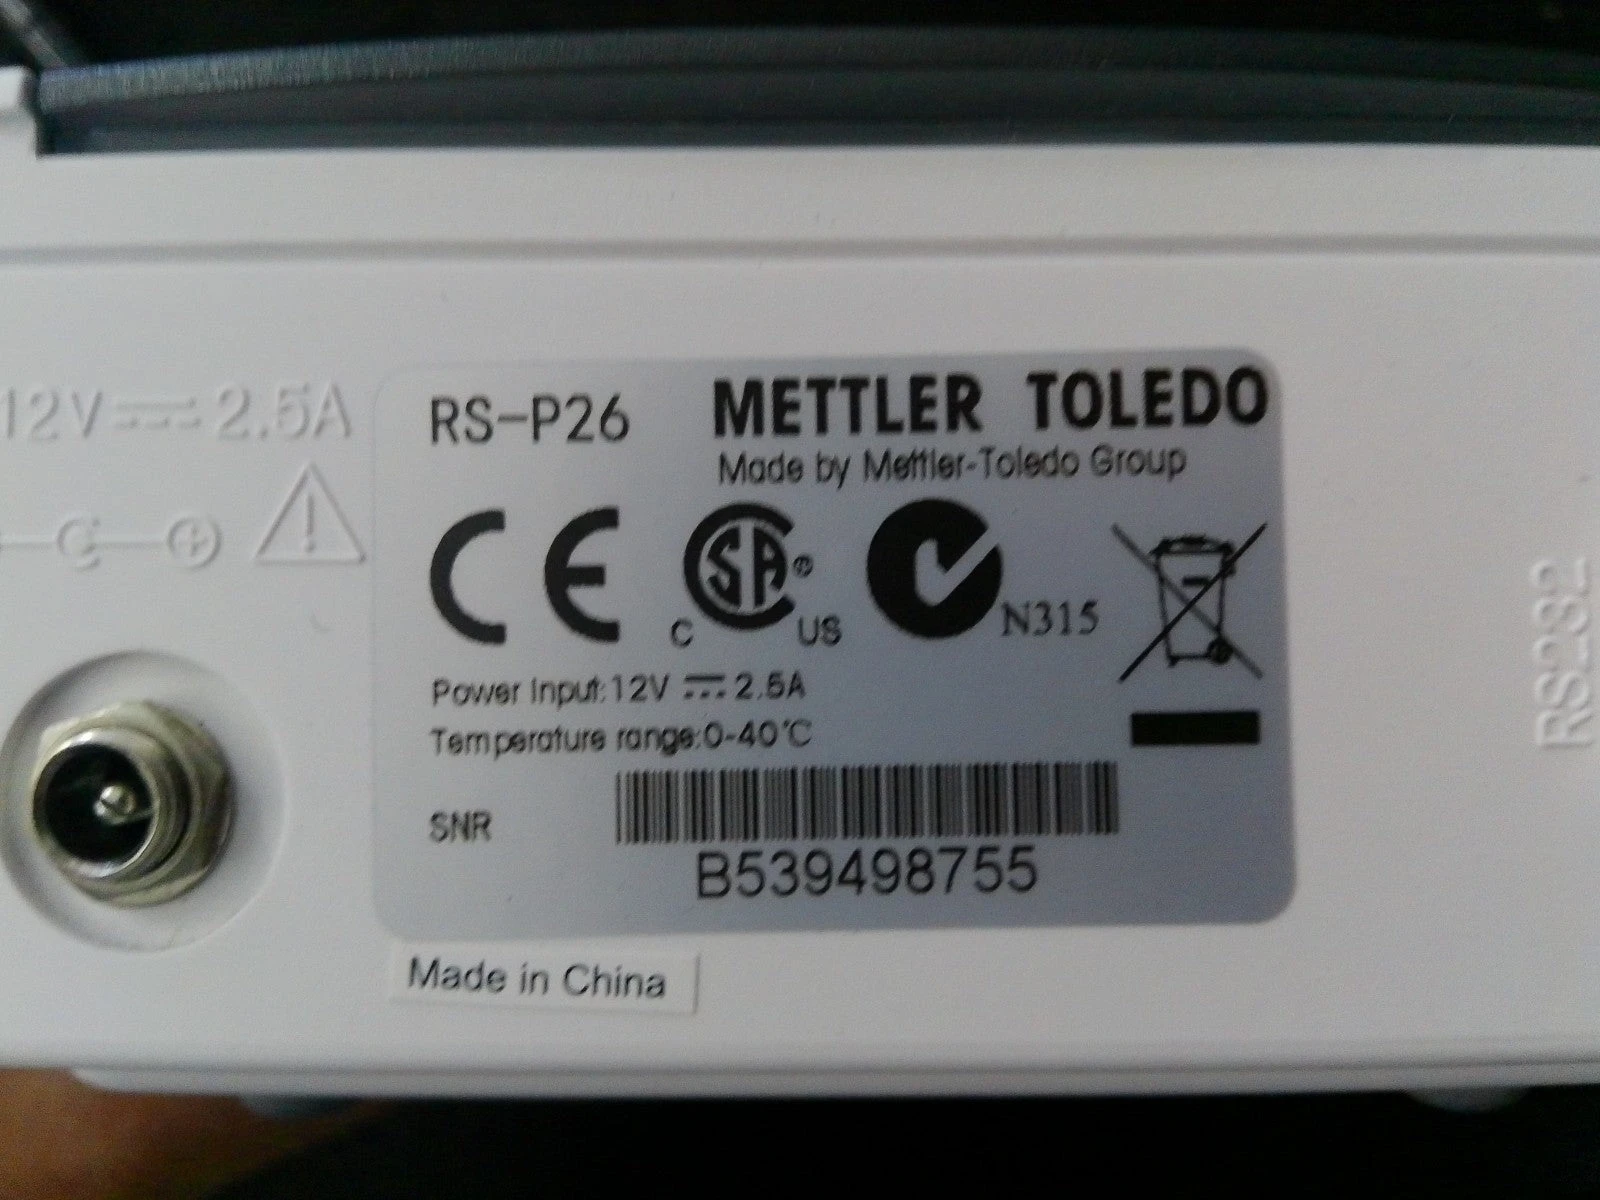 12V 2.5A
RS-P26
METTLER TOLEDO
Made by Mettler-Toledo Group
CE
C SA ® US
N315
Power Input:12V 2.5A
Temperature range:0-40℃
SNR
B539498755
Made in China
RS232